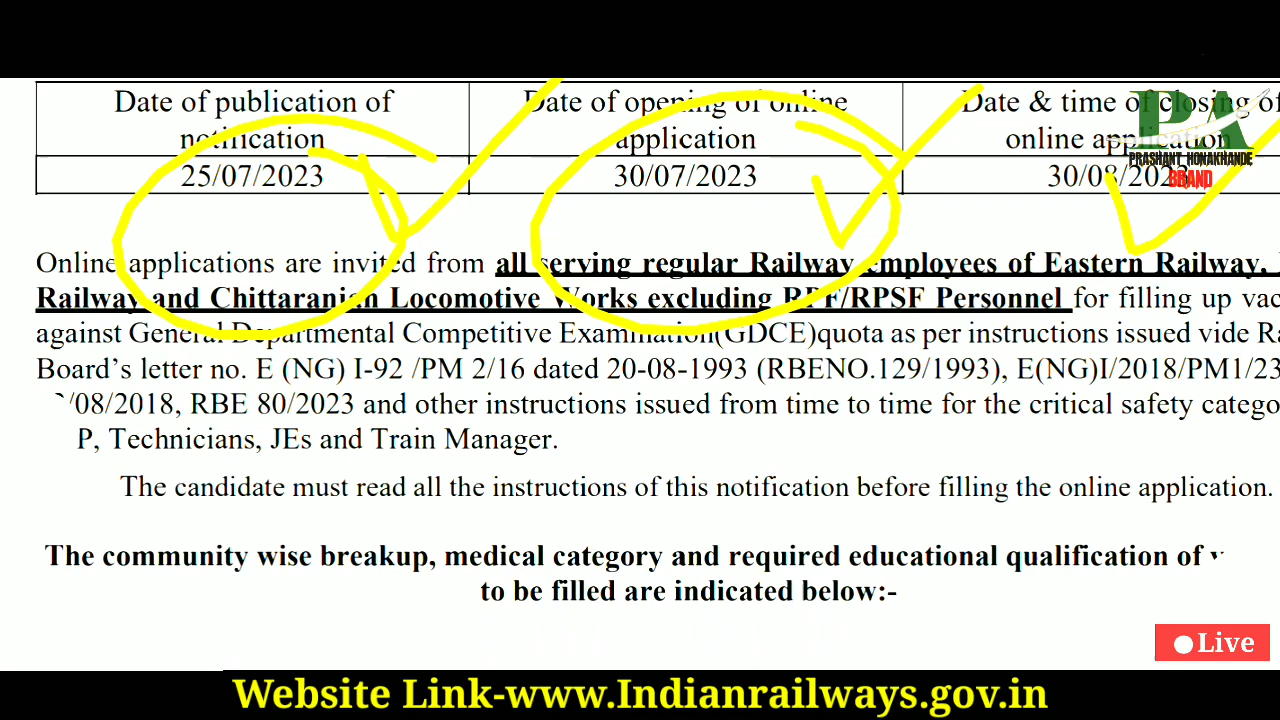 Date of publication of notification
Date of opening of online application
Date & time of closing of online application
25/07/2023 30/07/2023 30/08/2023
PA
PRASHANT HONAKHANDE
BRAND
Online applications are invited from all serving regular Railway employees of Eastern Railway,
Railway and Chittaranjan Locomotive Works excluding RPF/RPSF Personnel for filling up
against General Departmental Competitive Examination(GDCE)quota as per instructions issued vide
Board's letter no. E (NG) I-92 /PM 2/16 dated 20-08-1993 (RBENO.129/1993), E(NG)I/2018/PM1/23
/08/2018, RBE 80/2023 and other instructions issued from time to time for the critical safety
P, Technicians, JEs and Train Manager.
The candidate must read all the instructions of this notification before filling the online application.
The community wise breakup, medical category and required educational qualification of
to be filled are indicated below:-
Live
Website Link-www.Indianrailways.gov.in